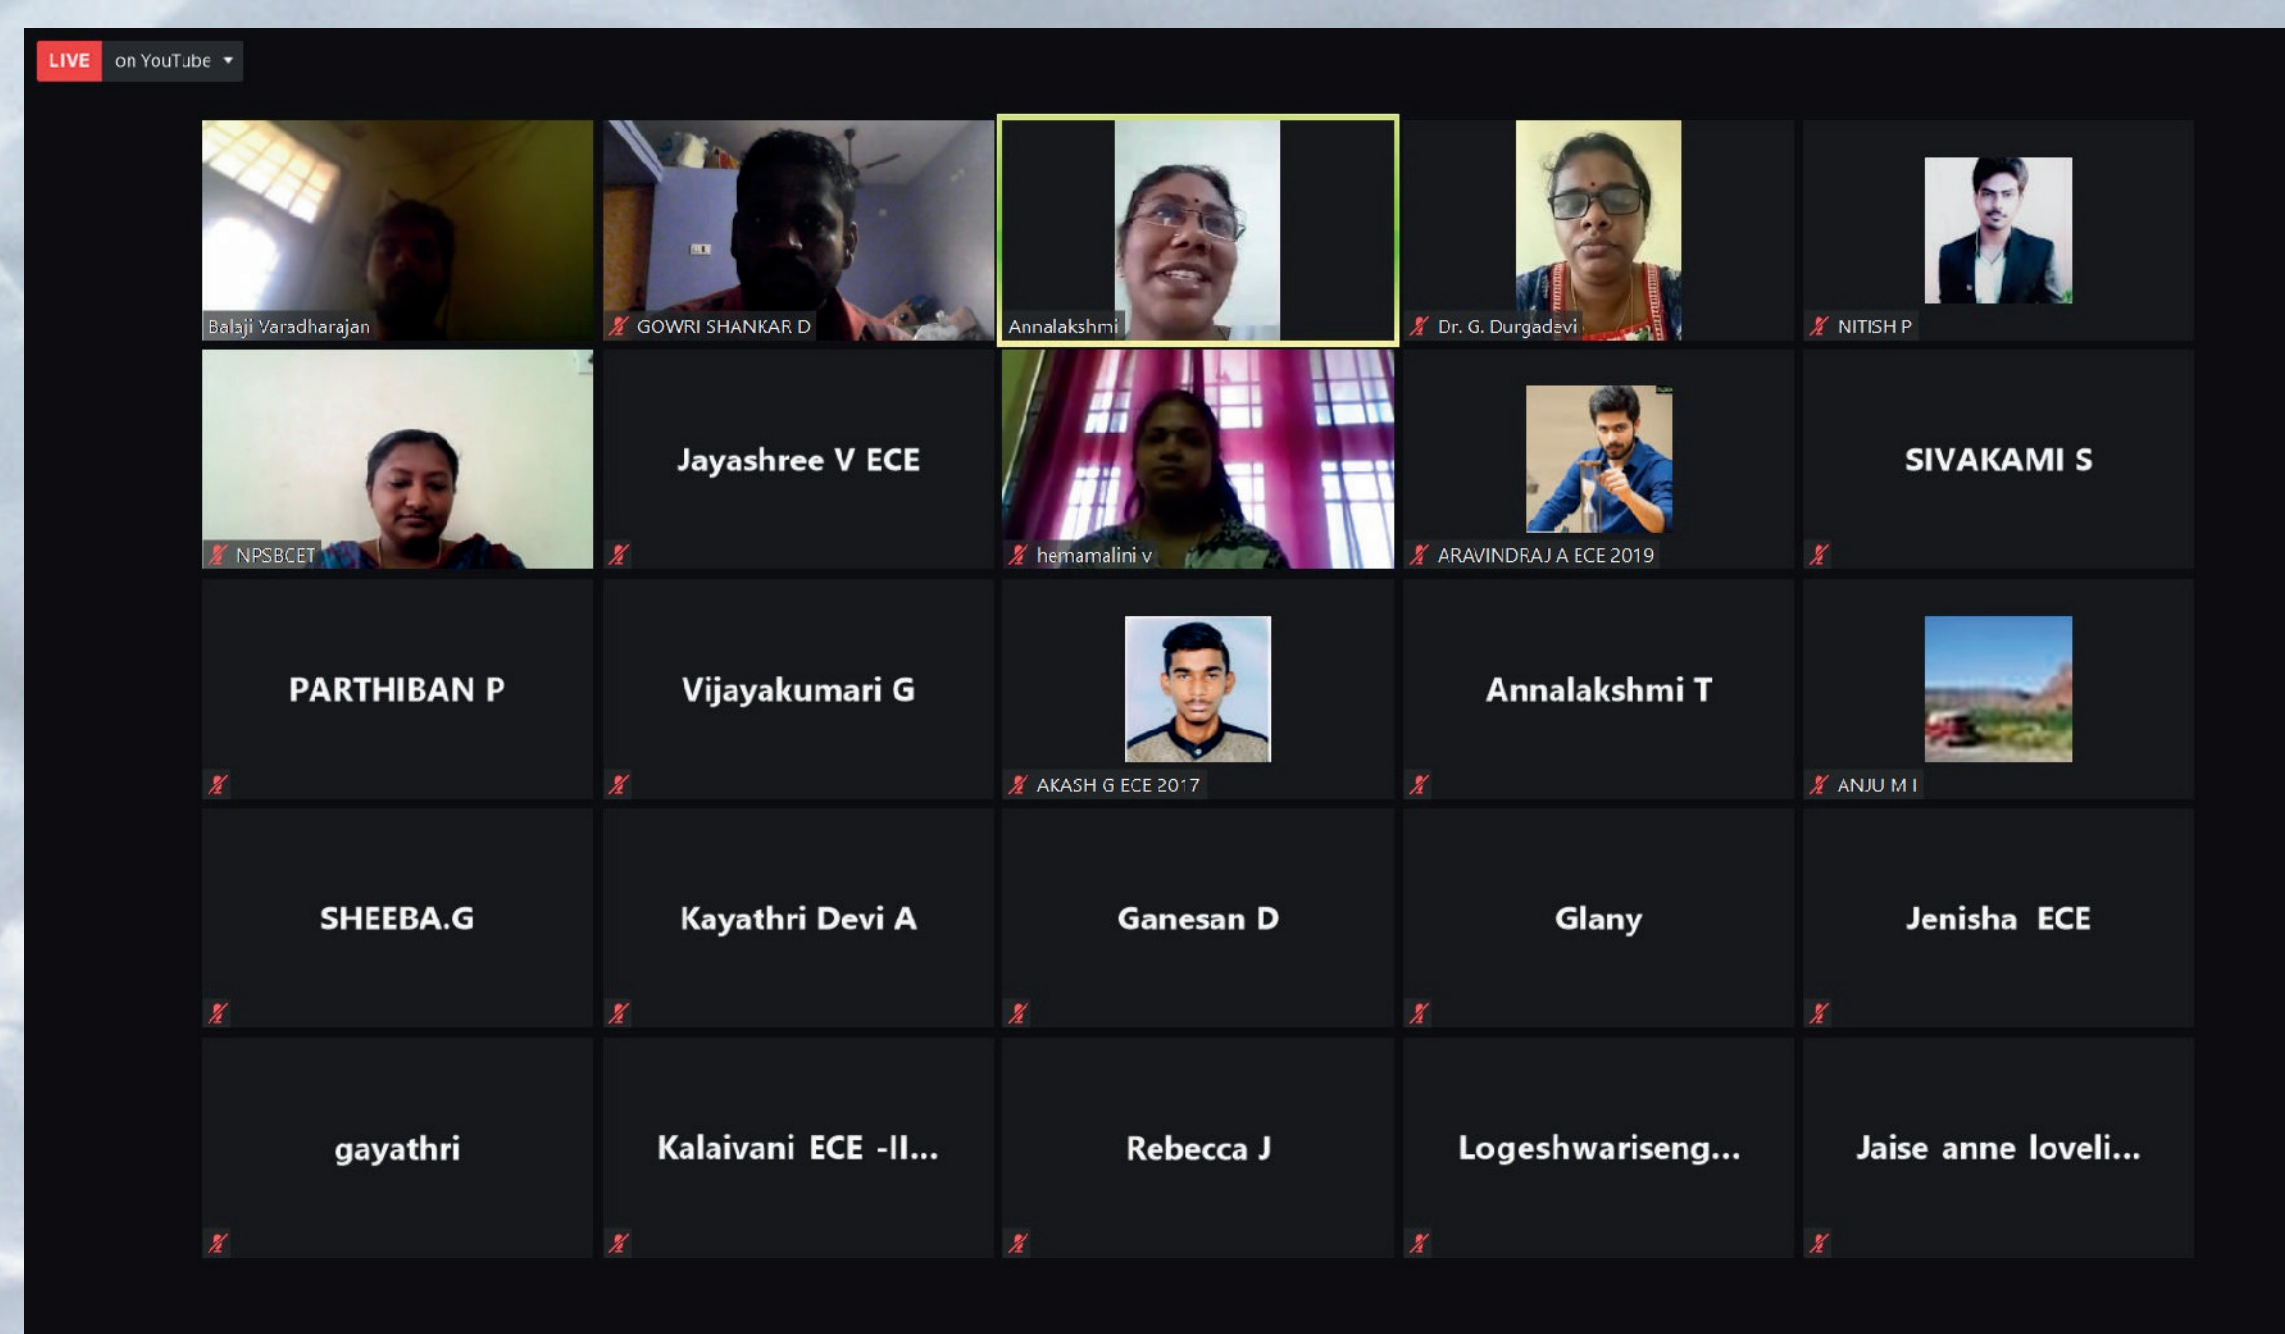 LIVE on YouTube
Balaji Varadharajan
GOWRI SHANKAR D
Annalakshmi
Dr. G. Durgadevi
NITISH P
NPSBCET
Jayashree V ECE
hemamalini v
ARAVINDRAJ A ECE 2019
SIVAKAMI S
PARTHIBAN P
Vijayakumari G
AKASH G ECE 2017
Annalakshmi T
ANJU M I
SHEEBA.G
Kayathri Devi A
Ganesan D
Glany
Jenisha ECE
gayathri
Kalaivani ECE -II...
Rebecca J
Logeshwariseng...
Jaise anne loveli...